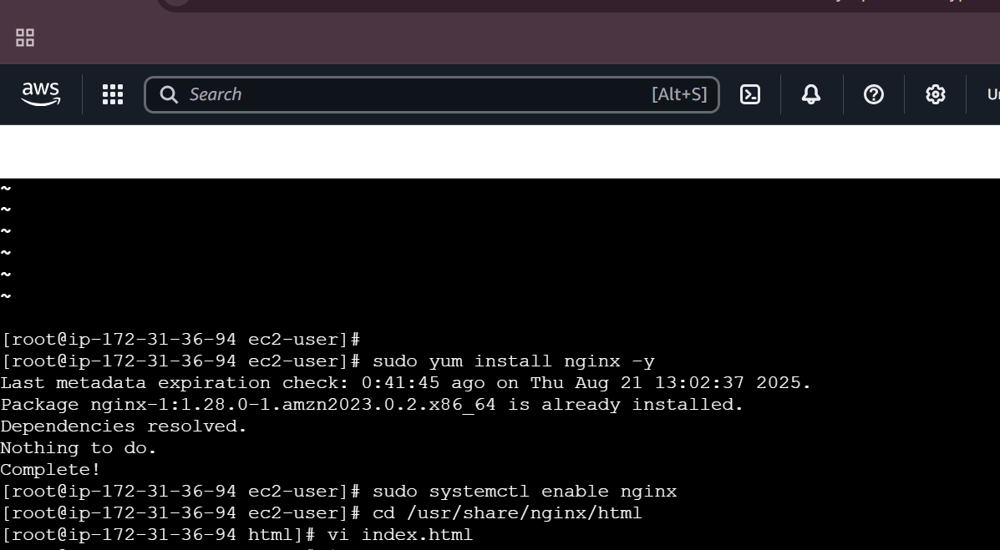 aws
Search
[Alt+S]
~
~
~
~
~
~
[root@ip-172-31-36-94 ec2-user]#
[root@ip-172-31-36-94 ec2-user]# sudo yum install nginx -y
Last metadata expiration check: 0:41:45 ago on Thu Aug 21 13:02:37 2025.
Package nginx-1:1.28.0-1.amzn2023.0.2.x86_64 is already installed.
Dependencies resolved.
Nothing to do.
Complete!
[root@ip-172-31-36-94 ec2-user]# sudo systemctl enable nginx
[root@ip-172-31-36-94 ec2-user]# cd /usr/share/nginx/html
[root@ip-172-31-36-94 html]# vi index.html